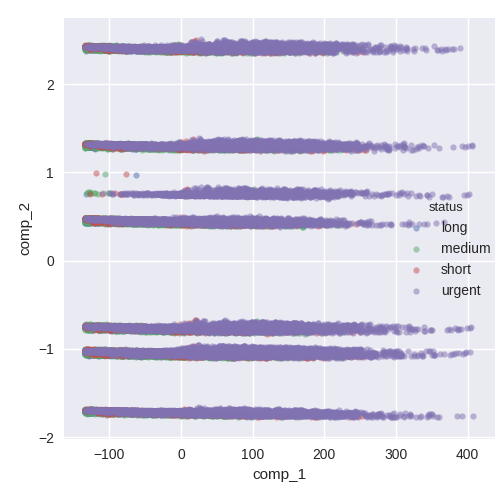 2
1
0
−1
−2
comp_2
−100
0
100
200
300
400
comp_1
status
long
medium
short
urgent